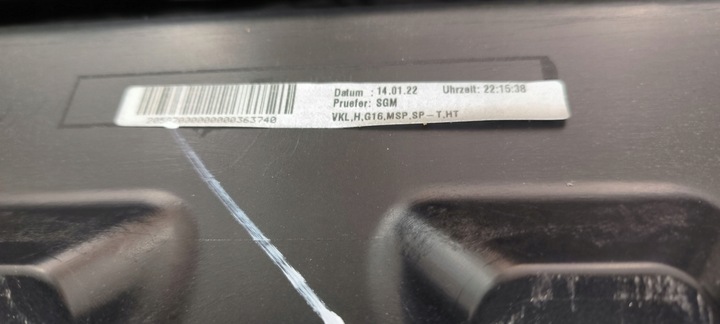 Datum : 14.01.22 Uhrzeit: 22:15:38
Pruefer: SGM
VKL,H,G16,MSP,SP-T,HT